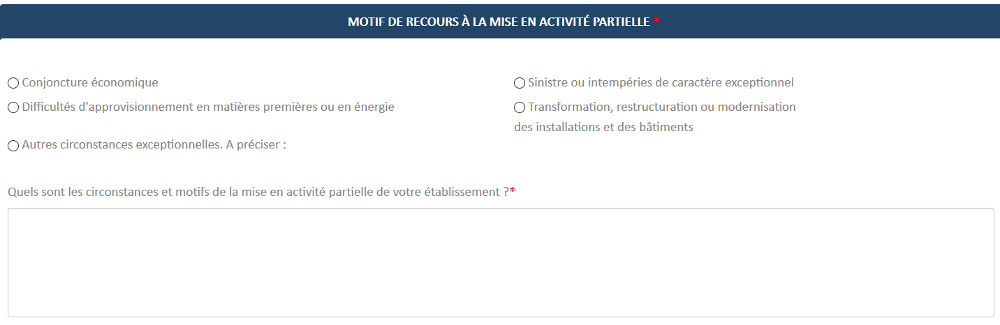 MOTIF DE RECOURS À LA MISE EN ACTIVITÉ PARTIELLE *
Conjoncture économique
Sinistre ou intempéries de caractère exceptionnel
Difficultés d'approvisionnement en matières premières ou en énergie
Transformation, restructuration ou modernisation
des installations et des bâtiments
Autres circonstances exceptionnelles. A préciser :
Quels sont les circonstances et motifs de la mise en activité partielle de votre établissement ?*